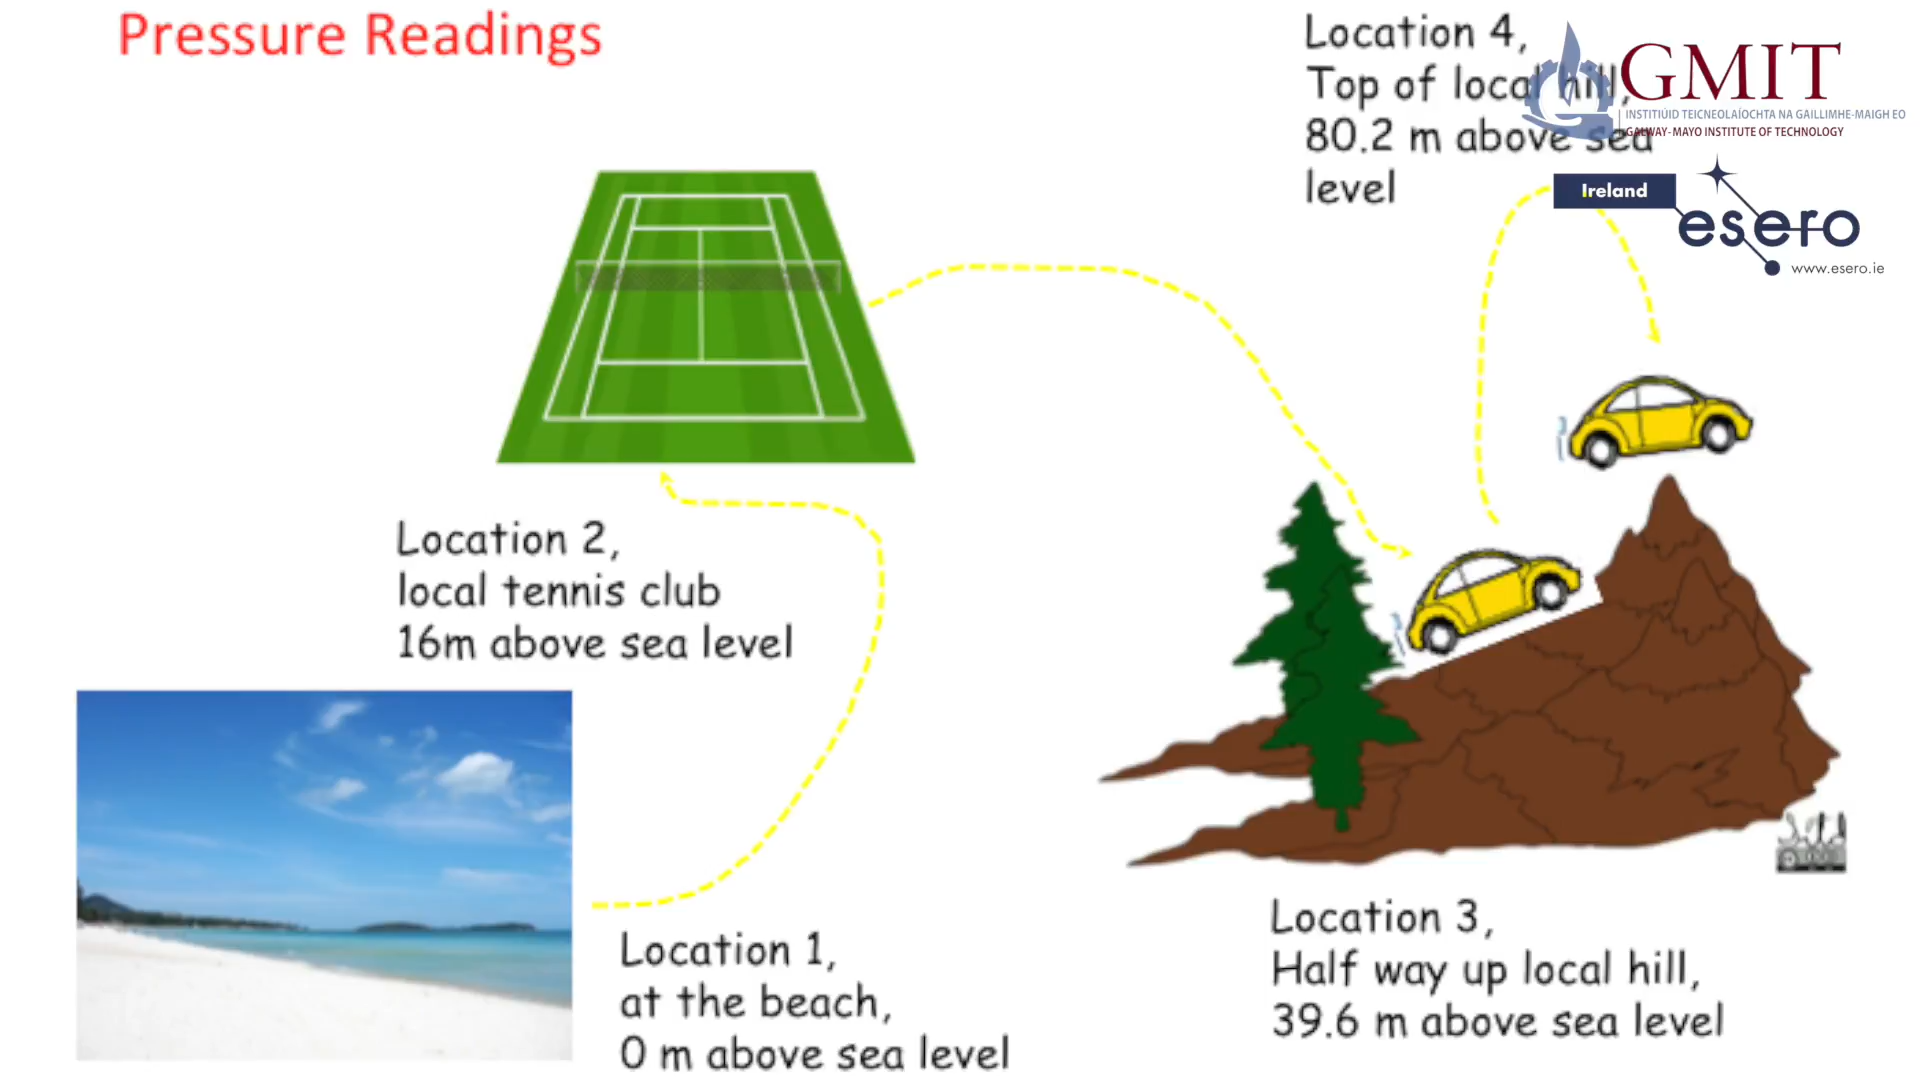 Pressure Readings
Location 4,
Top of local hill,
80.2 m above sea
level
GMIT
INSTITIÚID TEICNEOLAÍOCHTA NA GAILLIMHE-MAIGH EO
GALWAY-MAYO INSTITUTE OF TECHNOLOGY
Ireland
esero
www.esero.ie
Location 2,
local tennis club
16m above sea level
Location 1,
at the beach,
0 m above sea level
Location 3,
Half way up local hill,
39.6 m above sea level